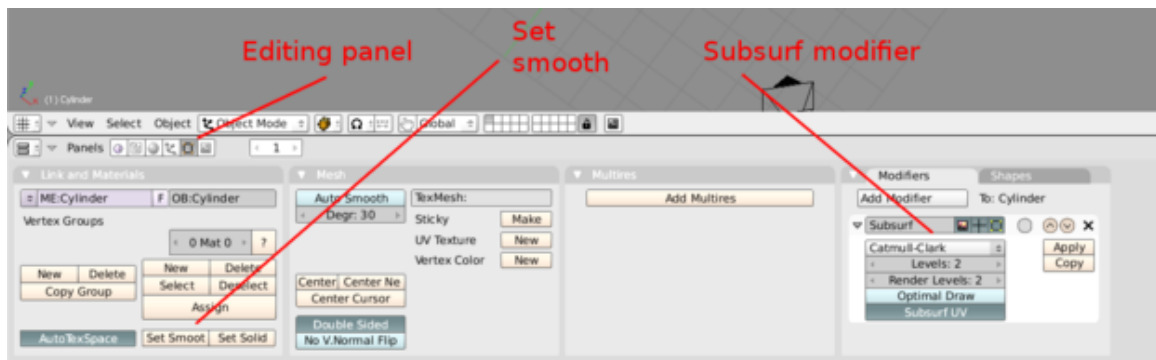 Editing panel
Set
smooth
Subsurf modifier
(1) Cylinder
View Select Object Object Mode Global
Panels 1
Link and Materials
ME:Cylinder F OB:Cylinder
Vertex Groups
0 Mat 0 ?
New Delete
Copy Group
New Delete
Select Deselect
Assign
AutoTexSpace Set Smoot Set Solid
Mesh
Auto Smooth
Degr: 30
TexMesh:
Sticky Make
UV Texture New
Vertex Color New
Center Center Ne
Center Cursor
Double Sided
No V.Normal Flip
Multires
Add Multires
Modifiers Shapes
Add Modifier To: Cylinder
Subsurf
Catmull-Clark
Levels: 2
Render Levels: 2
Optimal Draw
Subsurf UV
Apply
Copy